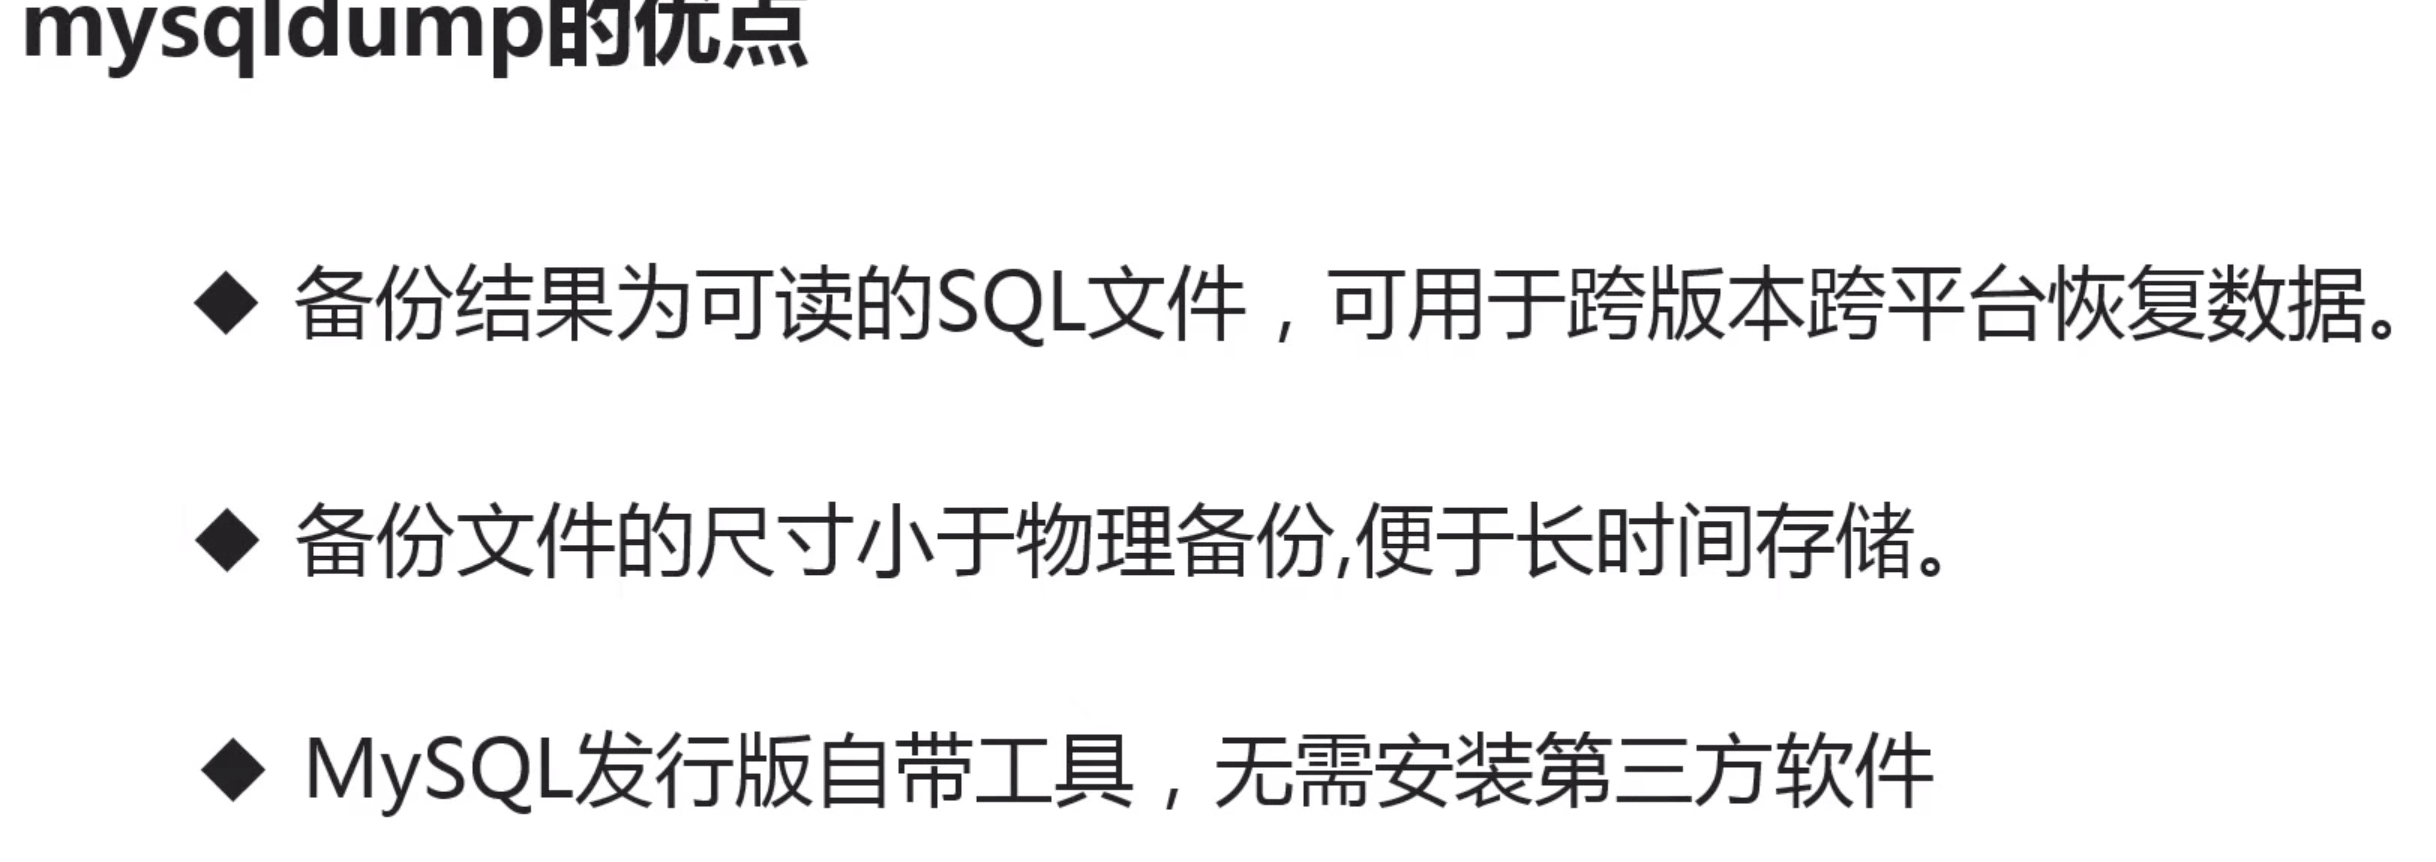 mysqldump的优点
◆ 备份结果为可读的SQL文件，可用于跨版本跨平台恢复数据。
◆ 备份文件的尺寸小于物理备份,便于长时间存储。
◆ MySQL发行版自带工具，无需安装第三方软件